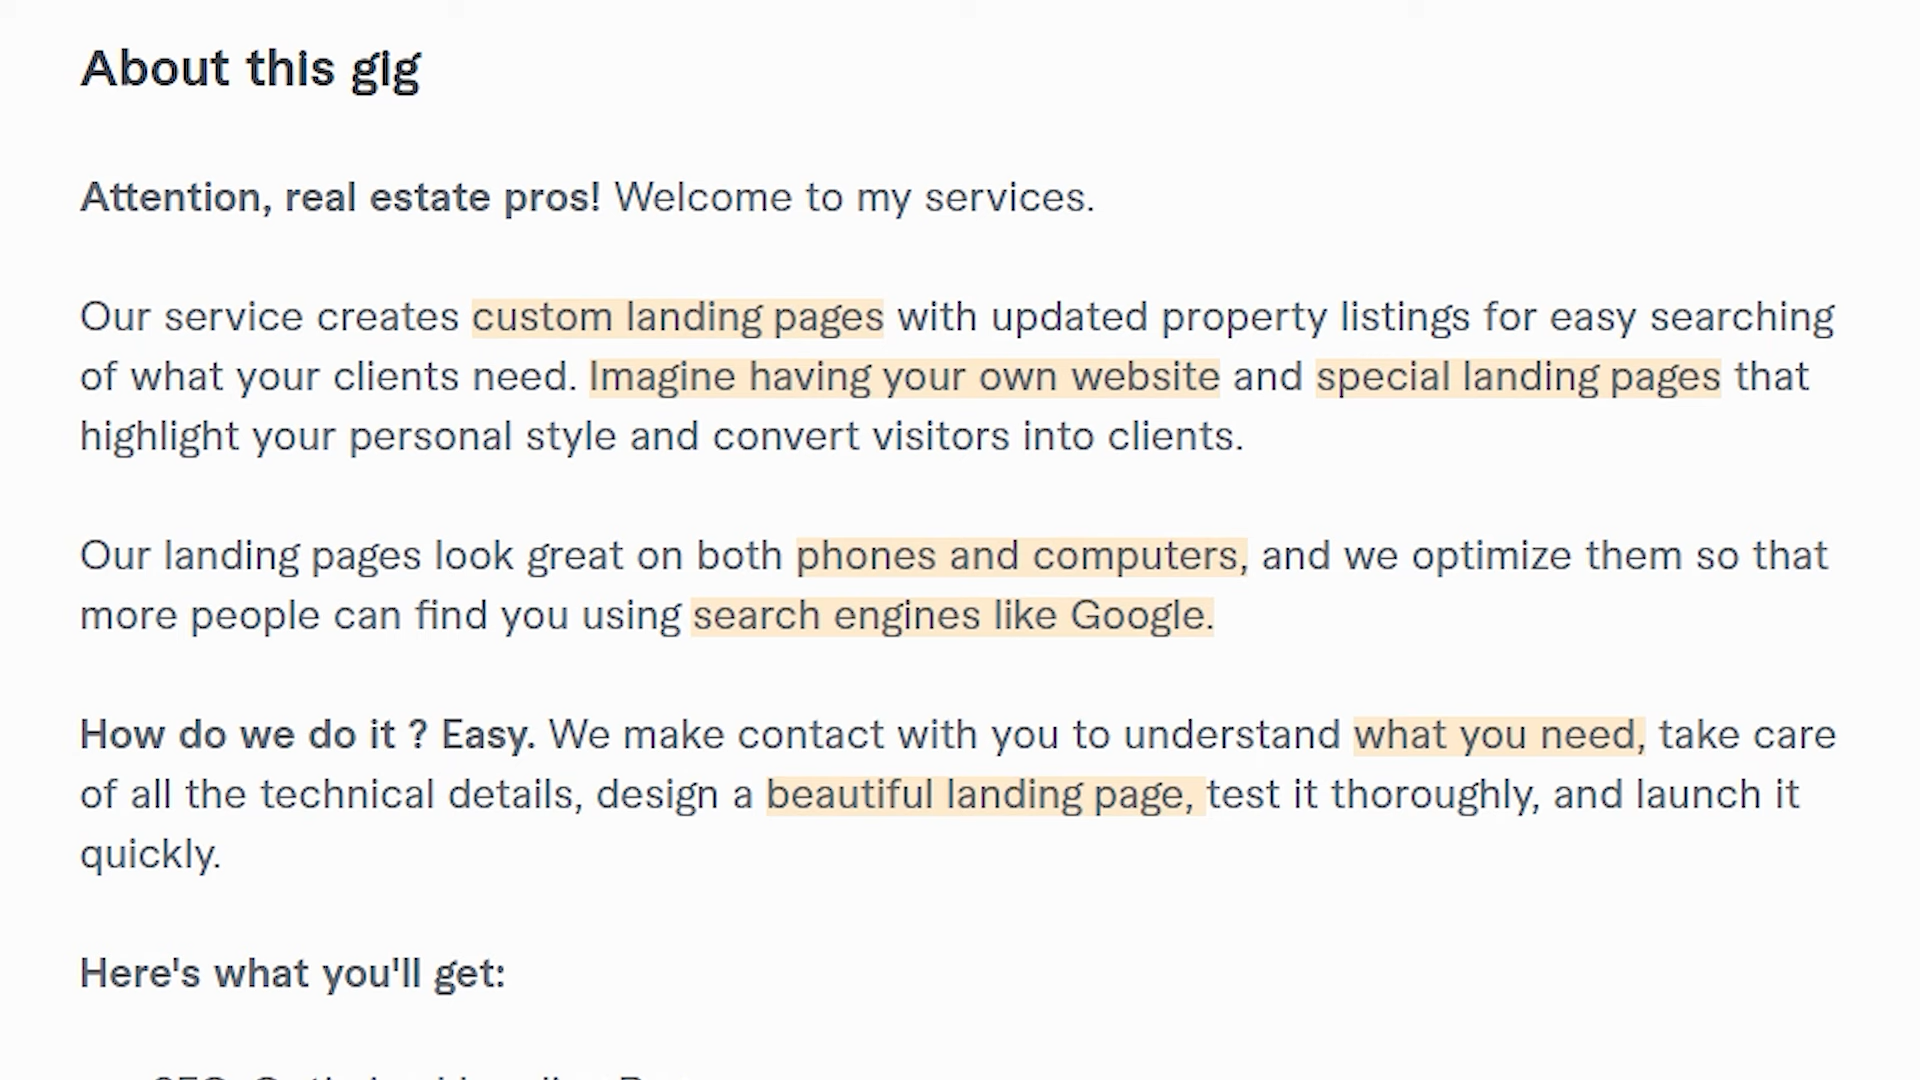 About this gig
Attention, real estate pros! Welcome to my services.
Our service creates custom landing pages with updated property listings for easy searching
of what your clients need. Imagine having your own website and special landing pages that
highlight your personal style and convert visitors into clients.
Our landing pages look great on both phones and computers, and we optimize them so that
more people can find you using search engines like Google.
How do we do it ? Easy. We make contact with you to understand what you need, take care
of all the technical details, design a beautiful landing page, test it thoroughly, and launch it
quickly.
Here's what you'll get: